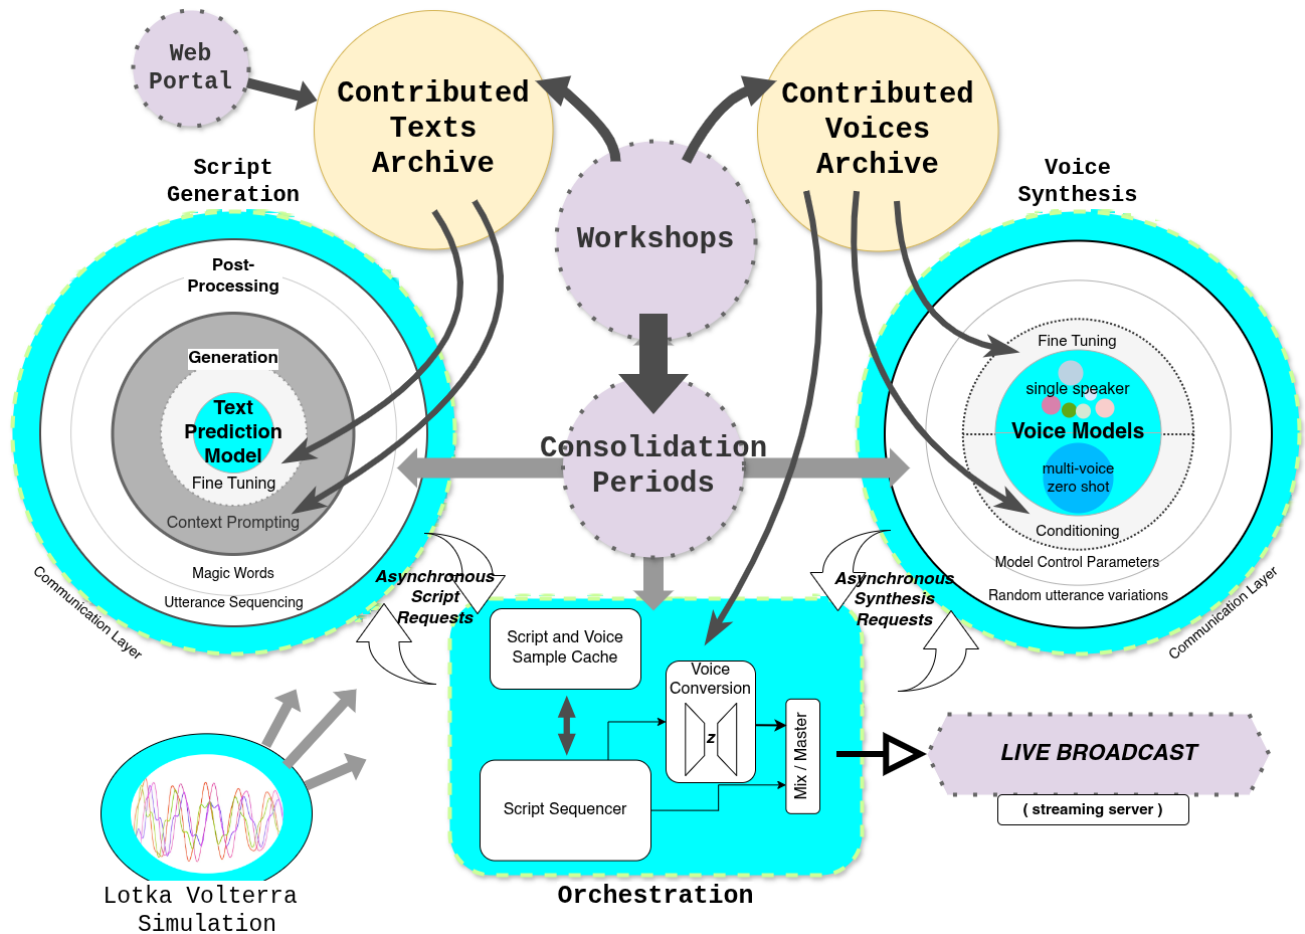 Web
Portal
Contributed
Texts
Archive
Contributed
Voices
Archive
Script
Generation
Workshops
Voice
Synthesis
Post-
Processing
Generation
Text
Prediction
Model
Fine Tuning
Context Prompting
Magic Words
Utterance Sequencing
Communication Layer
Consolidation
Periods
Fine Tuning
single speaker
Voice Models
multi-voice
zero shot
Conditioning
Model Control Parameters
Random utterance variations
Communication Layer
Asynchronous
Script
Requests
Asynchronous
Synthesis
Requests
Script and Voice
Sample Cache
Voice
Conversion
z
Mix / Master
Script Sequencer
Orchestration
LIVE BROADCAST
( streaming server )
Lotka Volterra
Simulation